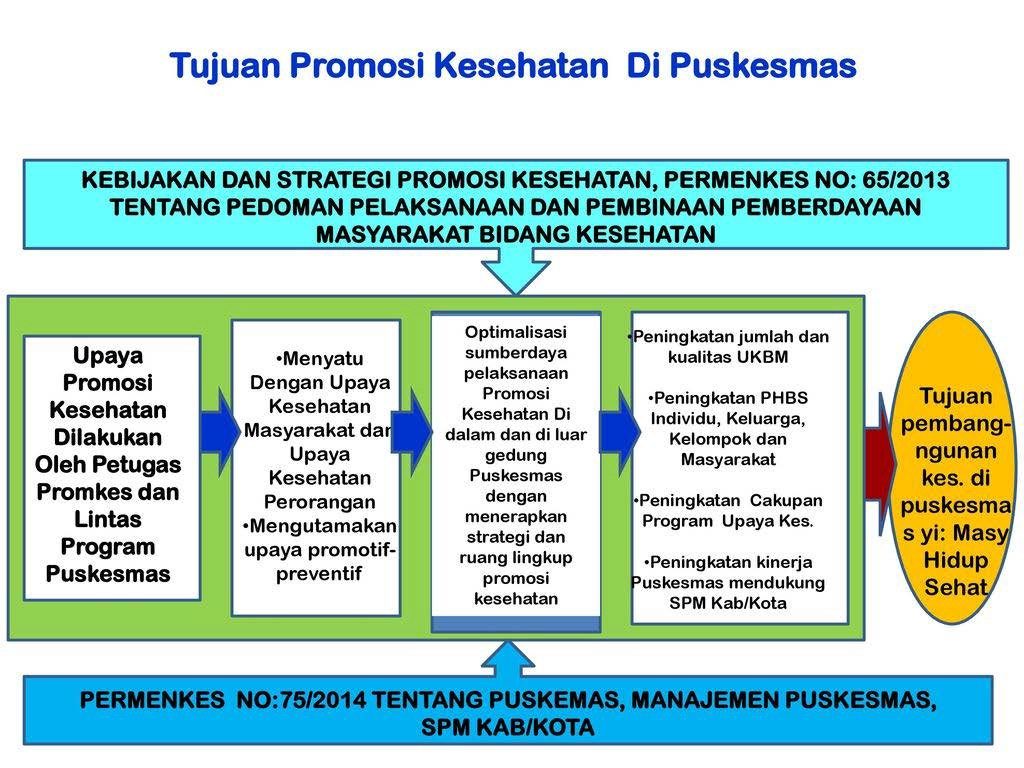 Tujuan Promosi Kesehatan Di Puskesmas
KEBIJAKAN DAN STRATEGI PROMOSI KESEHATAN, PERMENKES NO: 65/2013
TENTANG PEDOMAN PELAKSANAAN DAN PEMBINAAN PEMBERDAYAAN
MASYARAKAT BIDANG KESEHATAN
Upaya
Promosi
Kesehatan
Dilakukan
Oleh Petugas
Promkes dan
Lintas
Program
Puskesmas
•Menyatu
Dengan Upaya
Kesehatan
Masyarakat dan
Upaya
Kesehatan
Perorangan
•Mengutamakan
upaya promotif-
preventif
Optimalisasi
sumberdaya
pelaksanaan
Promosi
Kesehatan Di
dalam dan di luar
gedung
Puskesmas
dengan
menerapkan
strategi dan
ruang lingkup
promosi
kesehatan
•Peningkatan jumlah dan
kualitas UKBM
•Peningkatan PHBS
Individu, Keluarga,
Kelompok dan
Masyarakat
•Peningkatan Cakupan
Program Upaya Kes.
•Peningkatan kinerja
Puskesmas mendukung
SPM Kab/Kota
Tujuan
pembang-
ngunan
kes. di
puskesma
s yi: Masy
Hidup
Sehat
PERMENKES NO:75/2014 TENTANG PUSKEMAS, MANAJEMEN PUSKESMAS,
SPM KAB/KOTA